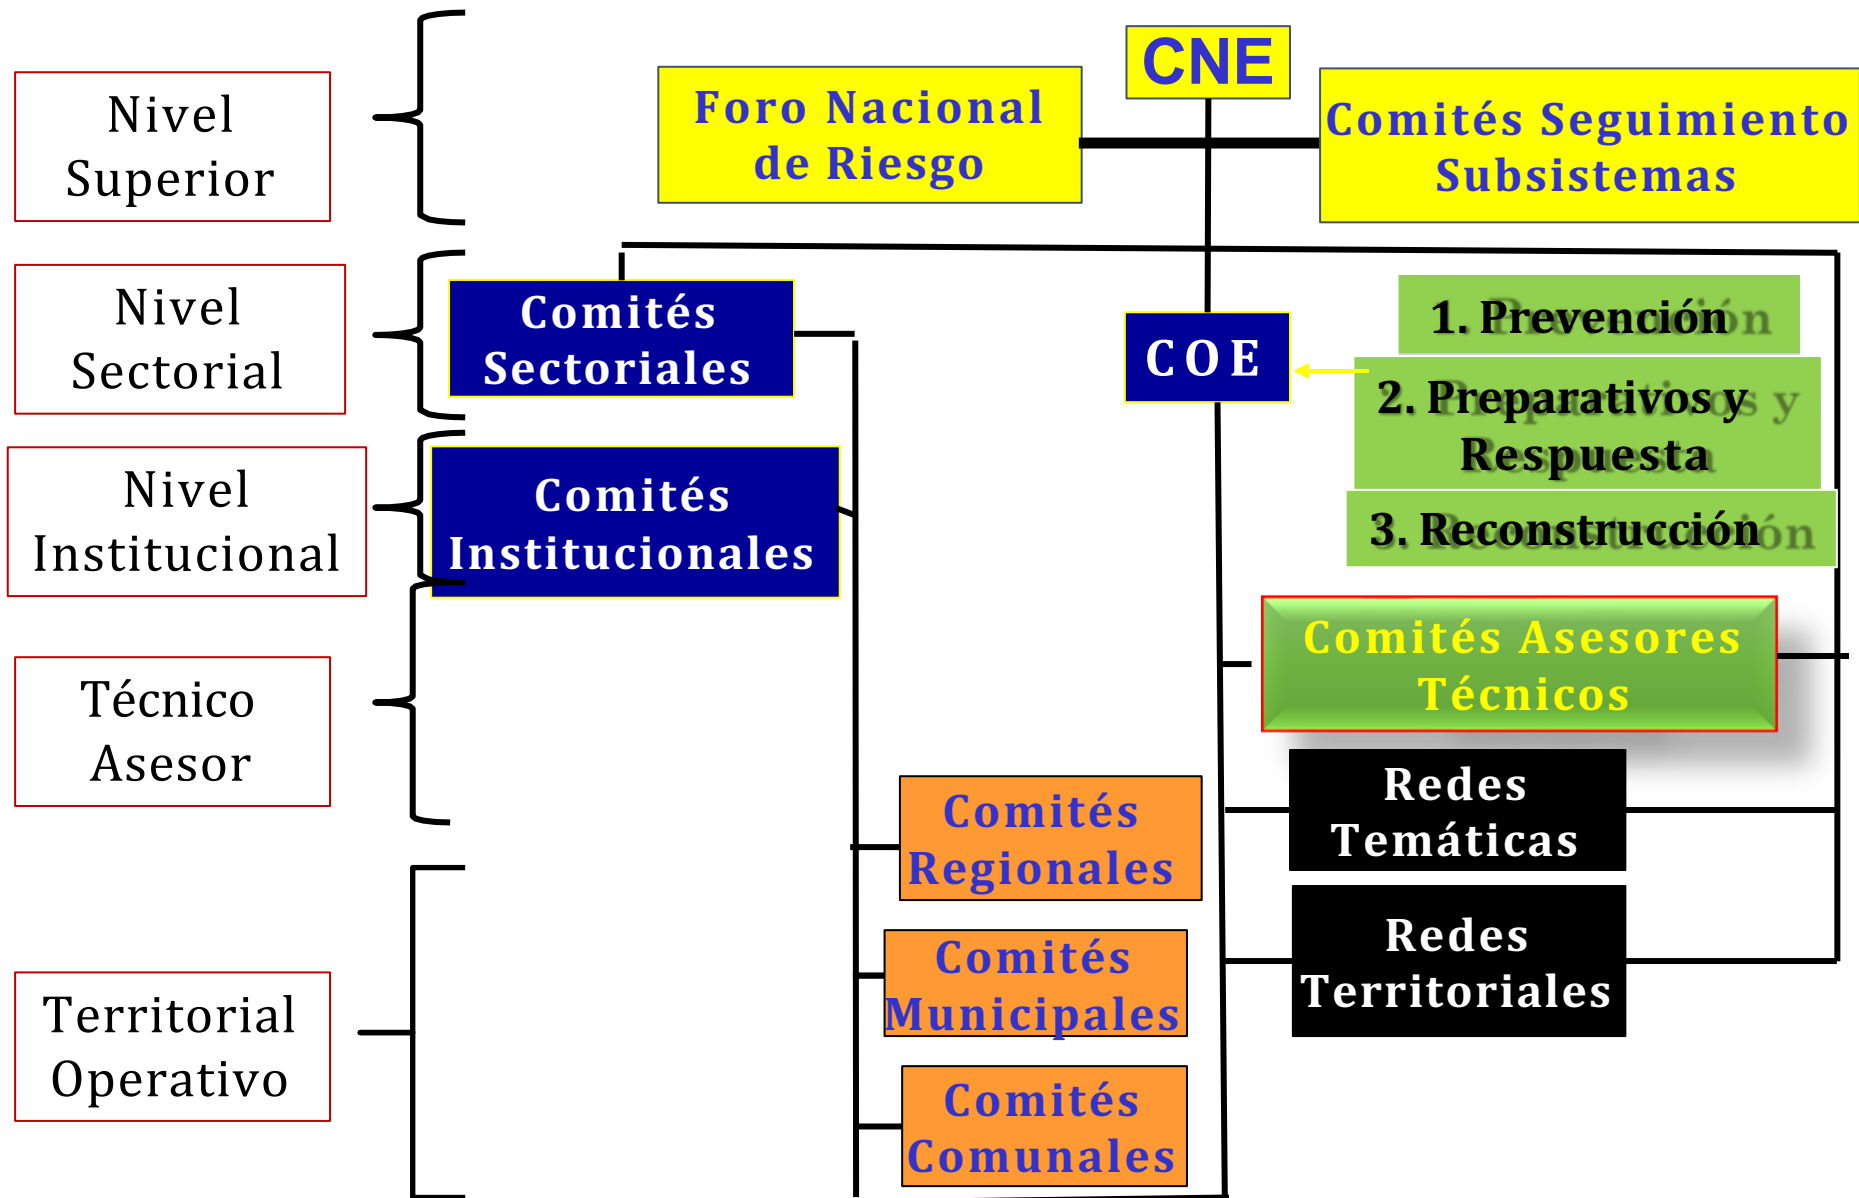 CNE
Foro Nacional
de Riesgo
Comités Seguimiento
Subsistemas
Nivel
Superior
Nivel
Sectorial
Comités
Sectoriales
COE
1. Prevención
2. Preparativos y
Respuesta
3. Reconstrucción
Nivel
Institucional
Comités
Institucionales
Técnico
Asesor
Comités Asesores
Técnicos
Redes
Temáticas
Comités
Regionales
Redes
Territoriales
Territorial
Operativo
Comités
Municipales
Comités
Comunales